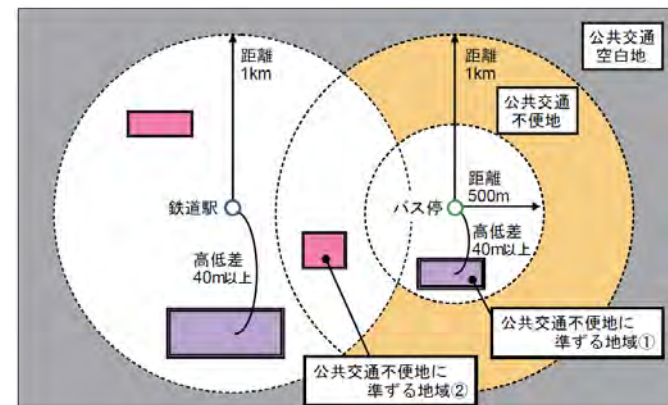 公共交通
空白地
距離
1km
距離
1km
公共交通
不便地
鉄道駅
バス停
距離
500m
高低差
40m以上
高低差
40m以上
公共交通不便地に
準ずる地域①
公共交通不便地に
準ずる地域②